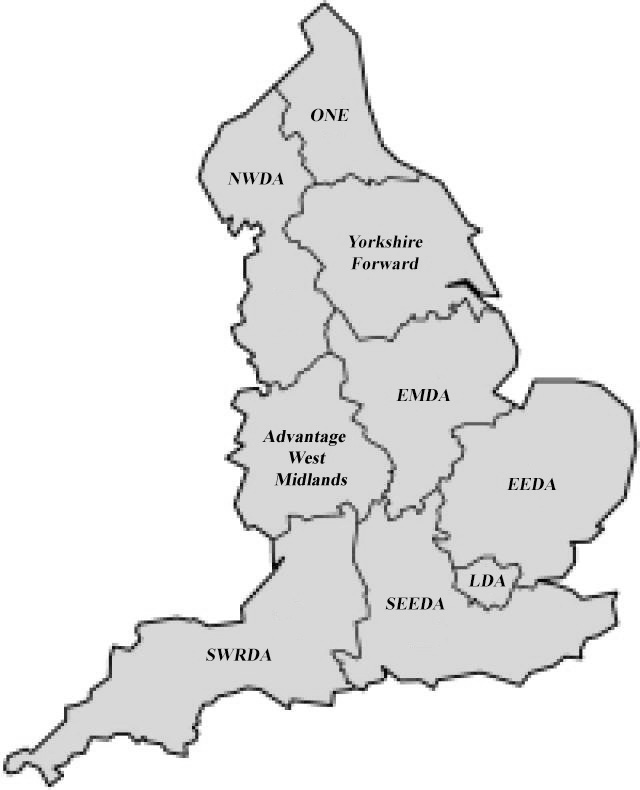 ONE
NWDA
Yorkshire
Forward
EMDA
Advantage
West
Midlands
EEDA
LDA
SEEDA
SWRDA